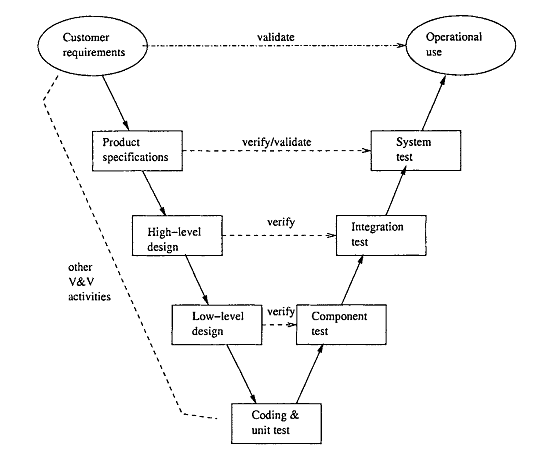 Customer
requirements
validate
Operational
use
Product
specifications
verify/validate
System
test
High-level
design
verify
Integration
test
other
V&V
activities
Low-level
design
verify
Component
test
Coding &
unit test